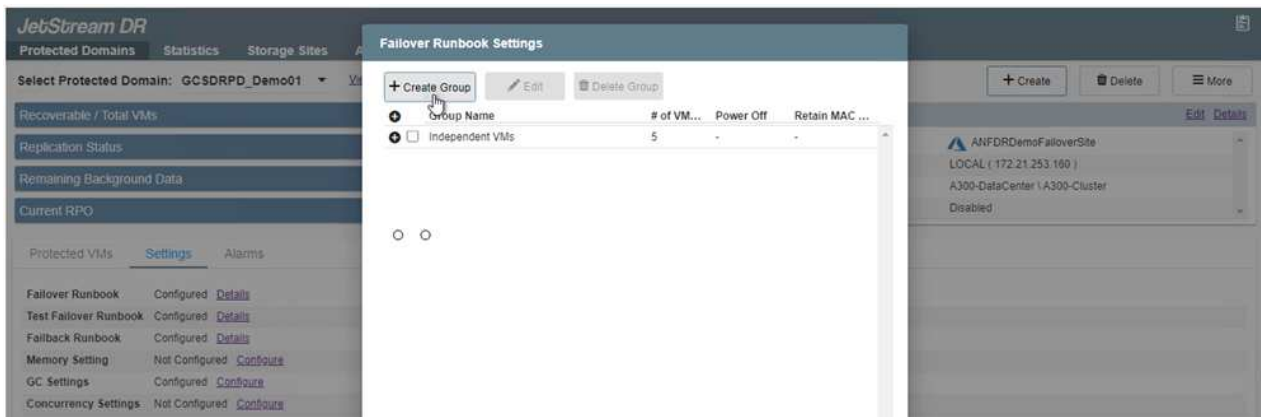 JetStream DR
Protected Domains Statistics Storage Sites A
Select Protected Domain: GCSDRPD_Demo01
+ Create Delete More
Recoverable / Total VMs
Edit Details
Replication Status
Remaining Background Data
Current RPO
ANFDRDemoFailoverSite
LOCAL ( 172.21.253.160 )
A300-DataCenter \ A300-Cluster
Disabled
Protected VMs Settings Alarms
Failover Runbook Configured Details
Test Failover Runbook Configured Details
Failback Runbook Configured Details
Memory Setting Not Configured Configure
GC Settings Configured Configure
Concurrency Settings Not Configured Configure
Failover Runbook Settings
+ Create Group Edit Delete Group
Group Name # of VM... Power Off Retain MAC ...
Independent VMs 5 - -